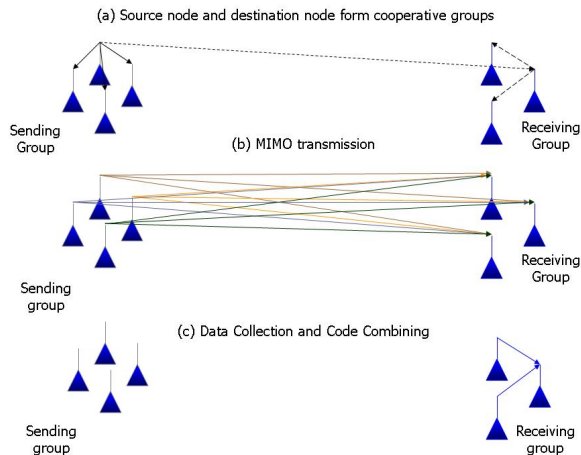 (a) Source node and destination node form cooperative groups
Sending
Group
Receiving
Group
(b) MIMO transmission
Sending
group
Receiving
Group
(c) Data Collection and Code Combining
Sending
group
Receiving
group